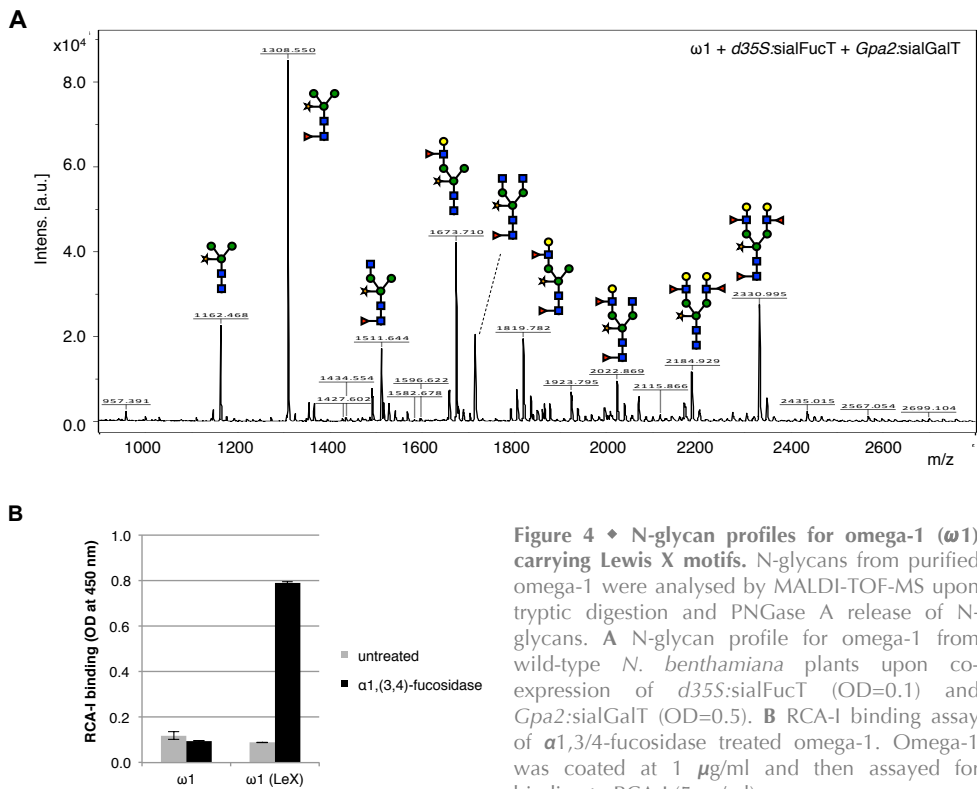 A
x10⁴
1308.550
ω1 + d35S:sialFucT + Gpa2:sialGalT
8.0
6.0
4.0
2.0
0.0
Intens. [a.u.]
957.391
1162.468
1434.554
1427.602
1511.644
1596.622
1582.678
1673.710
1819.782
1923.795
2022.869
2115.866
2184.929
2330.995
2435.015
2567.054
2699.104
1000
1200
1400
1600
1800
2000
2200
2400
2600
m/z
B
1.0
0.8
0.6
0.4
0.2
0.0
RCA-I binding (OD at 450 nm)
ω1
ω1 (LeX)
untreated
α1,(3,4)-fucosidase
Figure 4 ◆ N-glycan profiles for omega-1 (ω1)
carrying Lewis X motifs. N-glycans from purified
omega-1 were analysed by MALDI-TOF-MS upon
tryptic digestion and PNGase A release of N-
glycans. A N-glycan profile for omega-1 from
wild-type N. benthamiana plants upon co-
expression of d35S:sialFucT (OD=0.1) and
Gpa2:sialGalT (OD=0.5). B RCA-I binding assay
of α1,3/4-fucosidase treated omega-1. Omega-1
was coated at 1 μg/ml and then assayed for